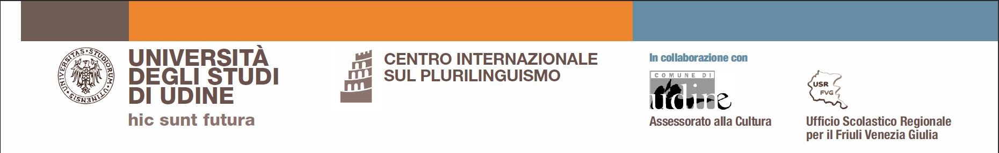 UNIVERSITAS STUDIORUM UTINENSIS
UNIVERSITÀ
DEGLI STUDI
DI UDINE
hic sunt futura
CENTRO INTERNAZIONALE
SUL PLURILINGUISMO
In collaborazione con
COMUNE DI
udine
Assessorato alla Cultura
USR
FVG
Ufficio Scolastico Regionale
per il Friuli Venezia Giulia